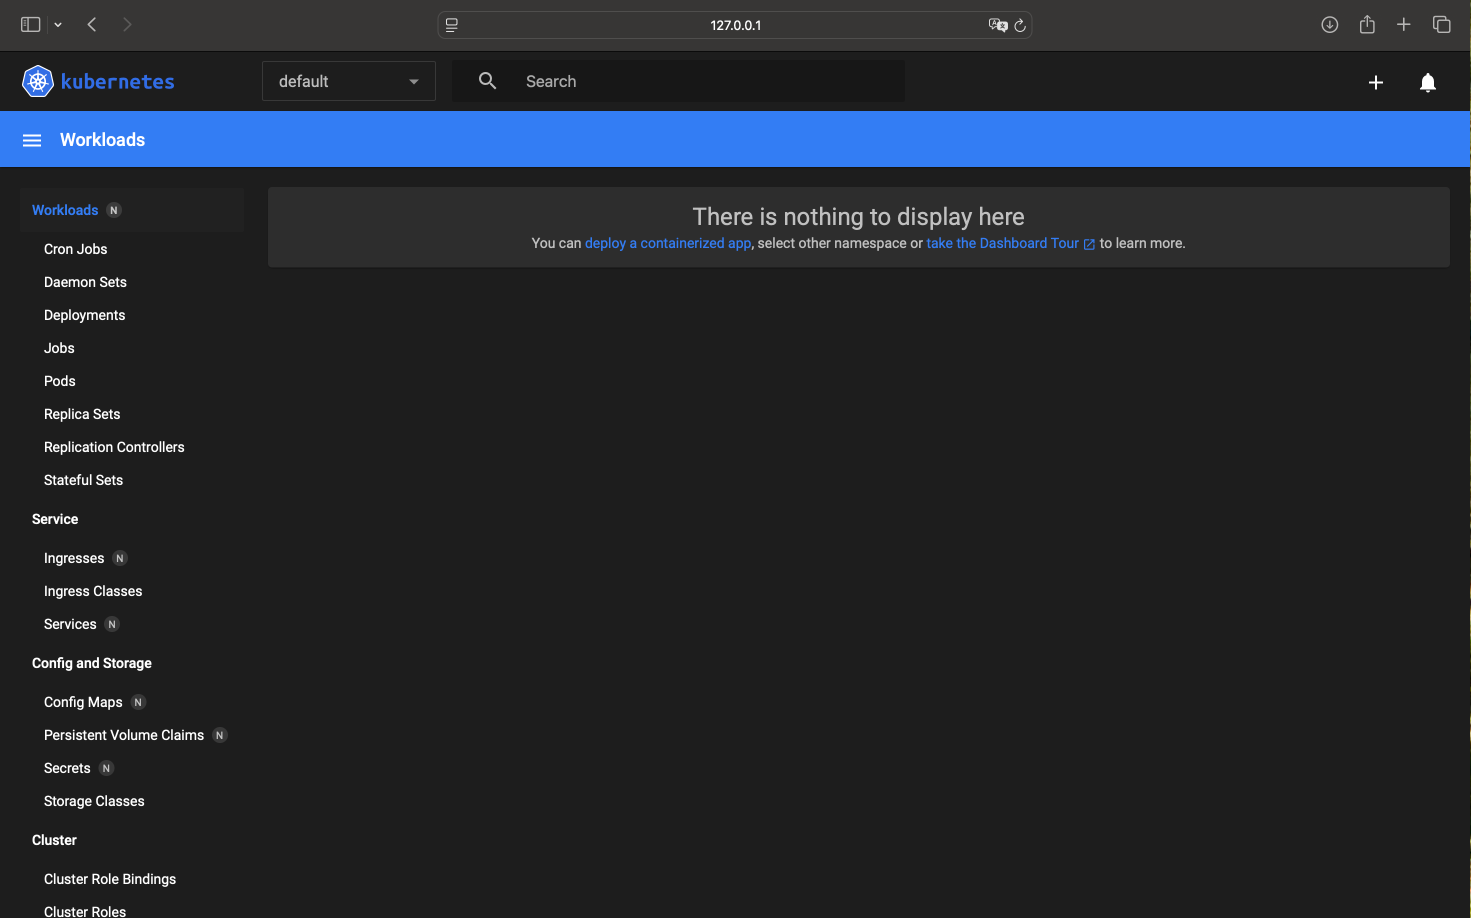 127.0.0.1
kubernetes
default
Search
Workloads
Workloads N
Cron Jobs
Daemon Sets
Deployments
Jobs
Pods
Replica Sets
Replication Controllers
Stateful Sets
Service
Ingresses N
Ingress Classes
Services N
Config and Storage
Config Maps N
Persistent Volume Claims N
Secrets N
Storage Classes
Cluster
Cluster Role Bindings
Cluster Roles
There is nothing to display here
You can deploy a containerized app, select other namespace or take the Dashboard Tour to learn more.